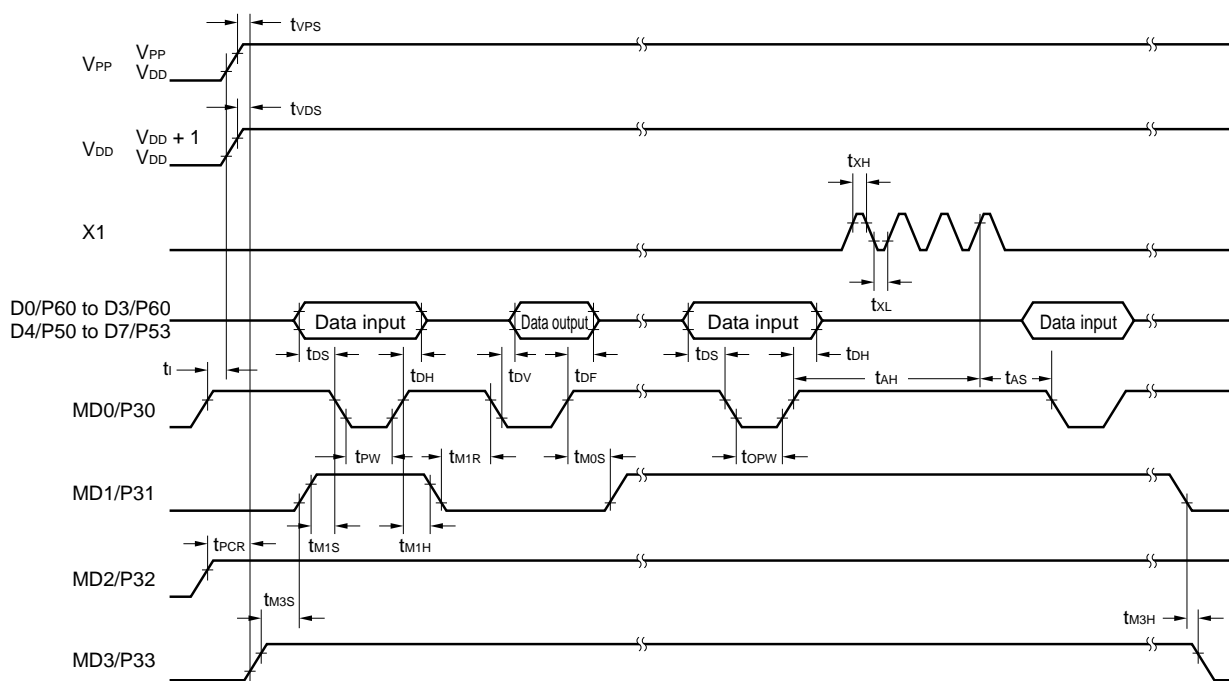 tVPS
VPP
VPP
VDD
tVDS
VDD
VDD + 1
VDD
tXH
X1
tXL
D0/P60 to D3/P60
D4/P50 to D7/P53
Data input
Data output
Data input
Data input
tDS
tDH
tDV
tDF
tDS
tDH
tI
tAH
tAS
MD0/P30
tPW
tM1R
tM0S
tOPW
MD1/P31
tPCR
tM1S
tM1H
MD2/P32
tM3S
tM3H
MD3/P33